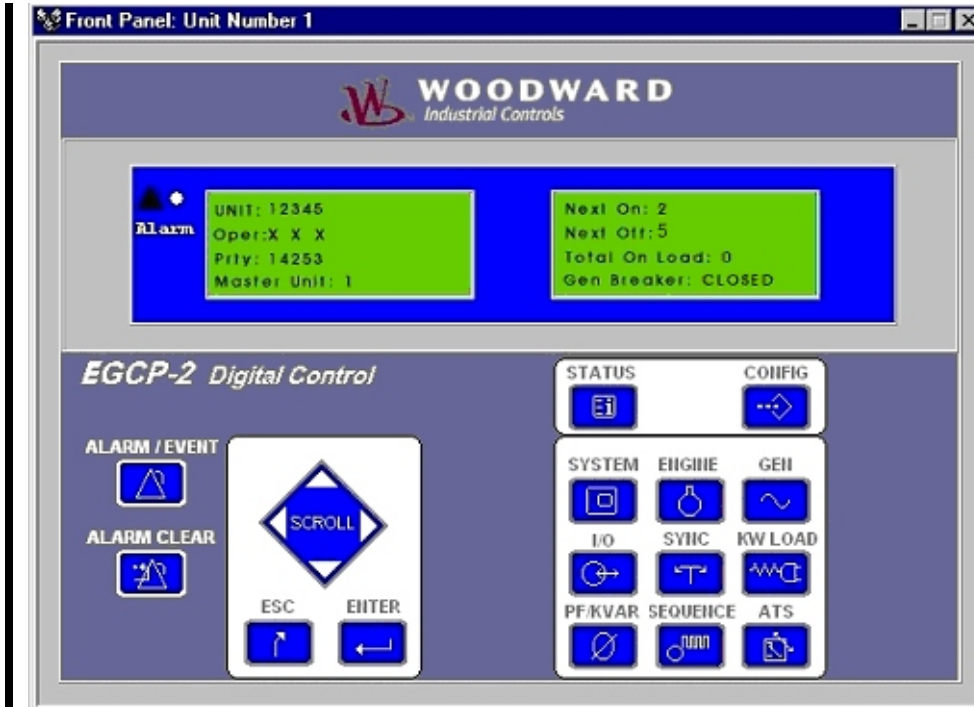 Front Panel: Unit Number 1
WOODWARD
Industrial Controls
Alarm
UNIT: 12345
Oper:X X X
Prty: 14253
Master Unit: 1
Next On: 2
Next Off:5
Total On Load: 0
Gen Breaker: CLOSED
EGCP-2 Digital Control
ALARM / EVENT
ALARM CLEAR
SCROLL
ESC ENTER
STATUS CONFIG
SYSTEM ENGINE GEN
I/O SYNC KW LOAD
PF/KVAR SEQUENCE ATS